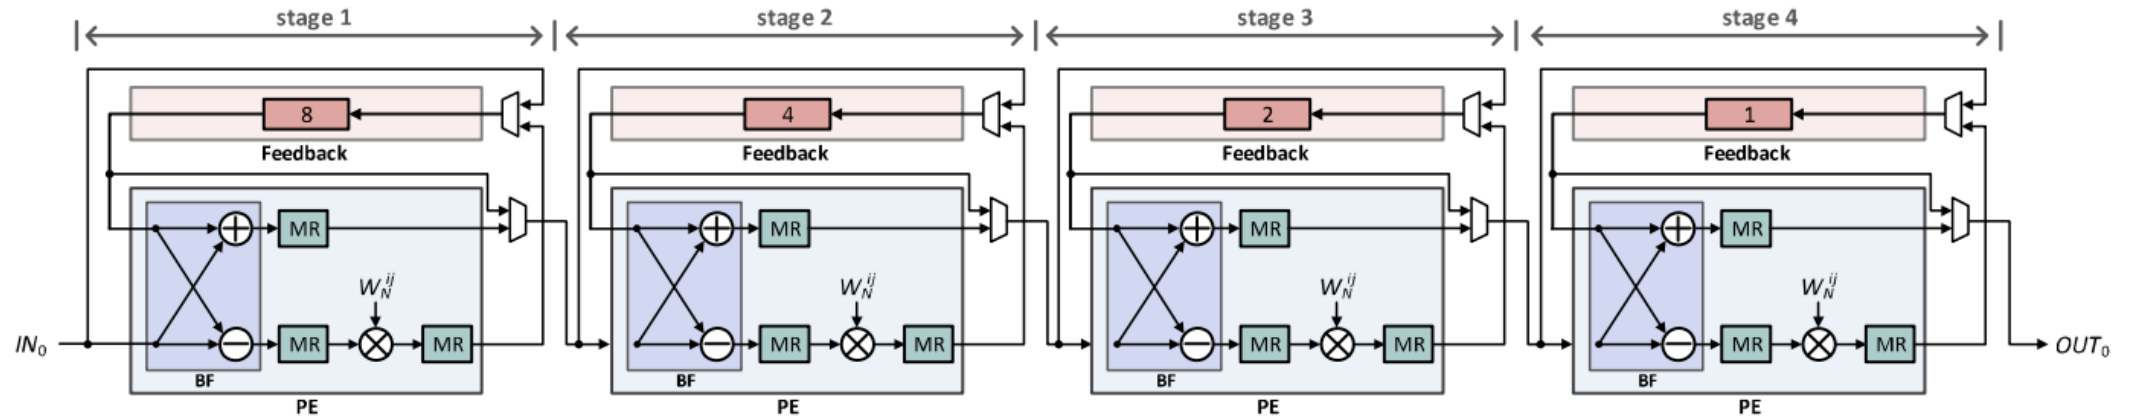 stage 1 stage 2 stage 3 stage 4
8 4 2 1
Feedback Feedback Feedback Feedback
MR MR MR MR
W_N^{ij} W_N^{ij} W_N^{ij} W_N^{ij}
IN₀ MR MR MR MR MR MR MR MR OUT₀
BF BF BF BF
PE PE PE PE